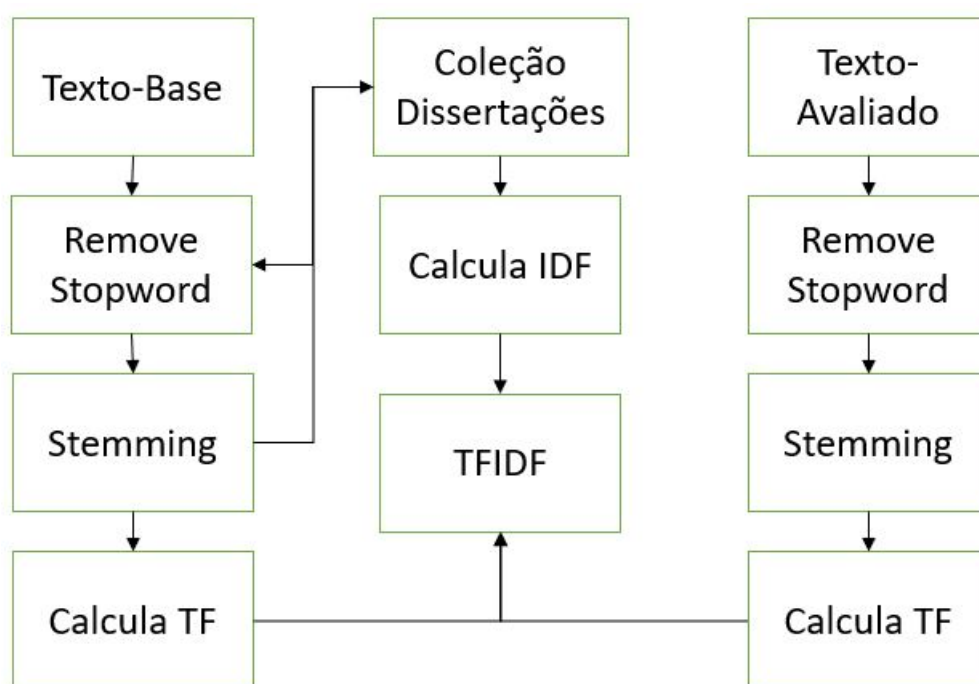 Texto-Base
Remove
Stopword
Stemming
Calcula TF
Coleção
Dissertações
Calcula IDF
TFIDF
Texto-
Avaliado
Remove
Stopword
Stemming
Calcula TF